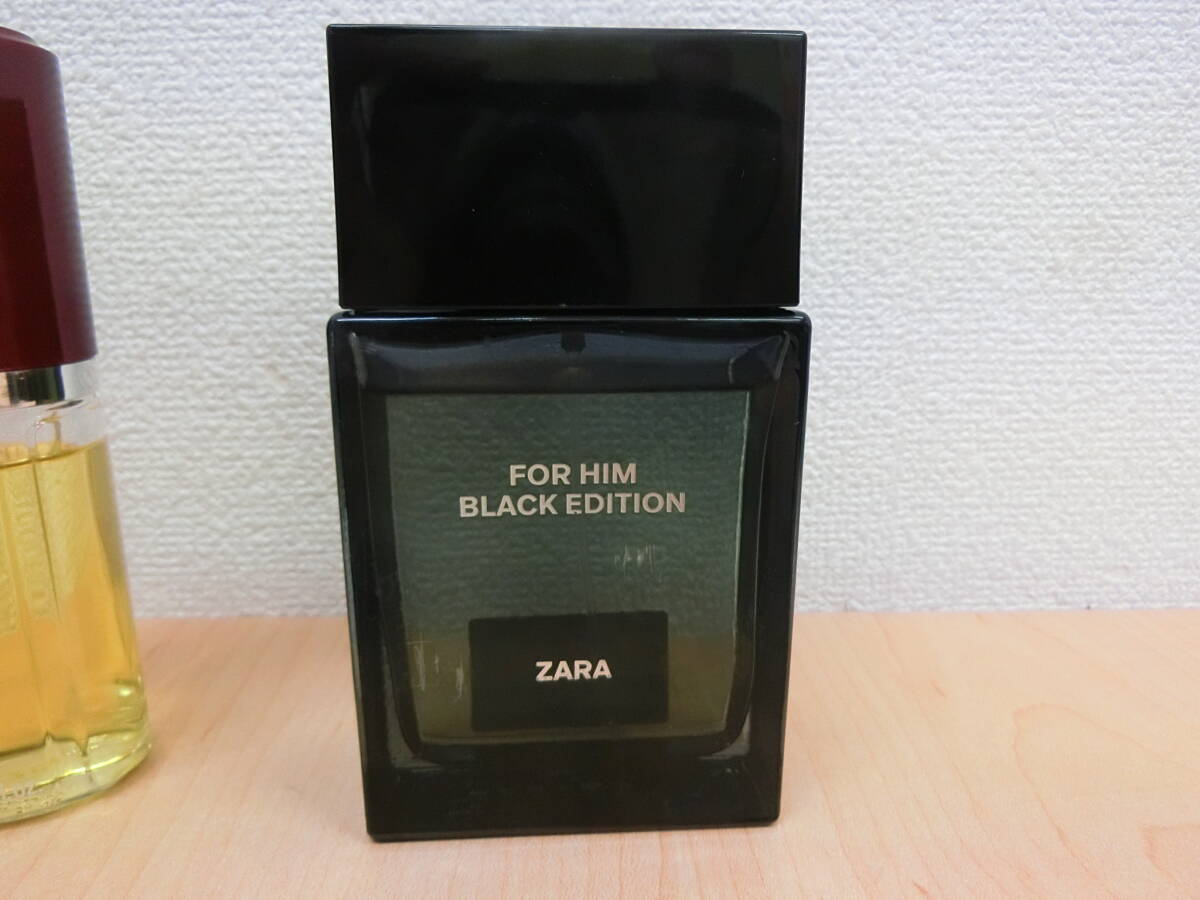 FOR HIM
BLACK EDITION
ZARA